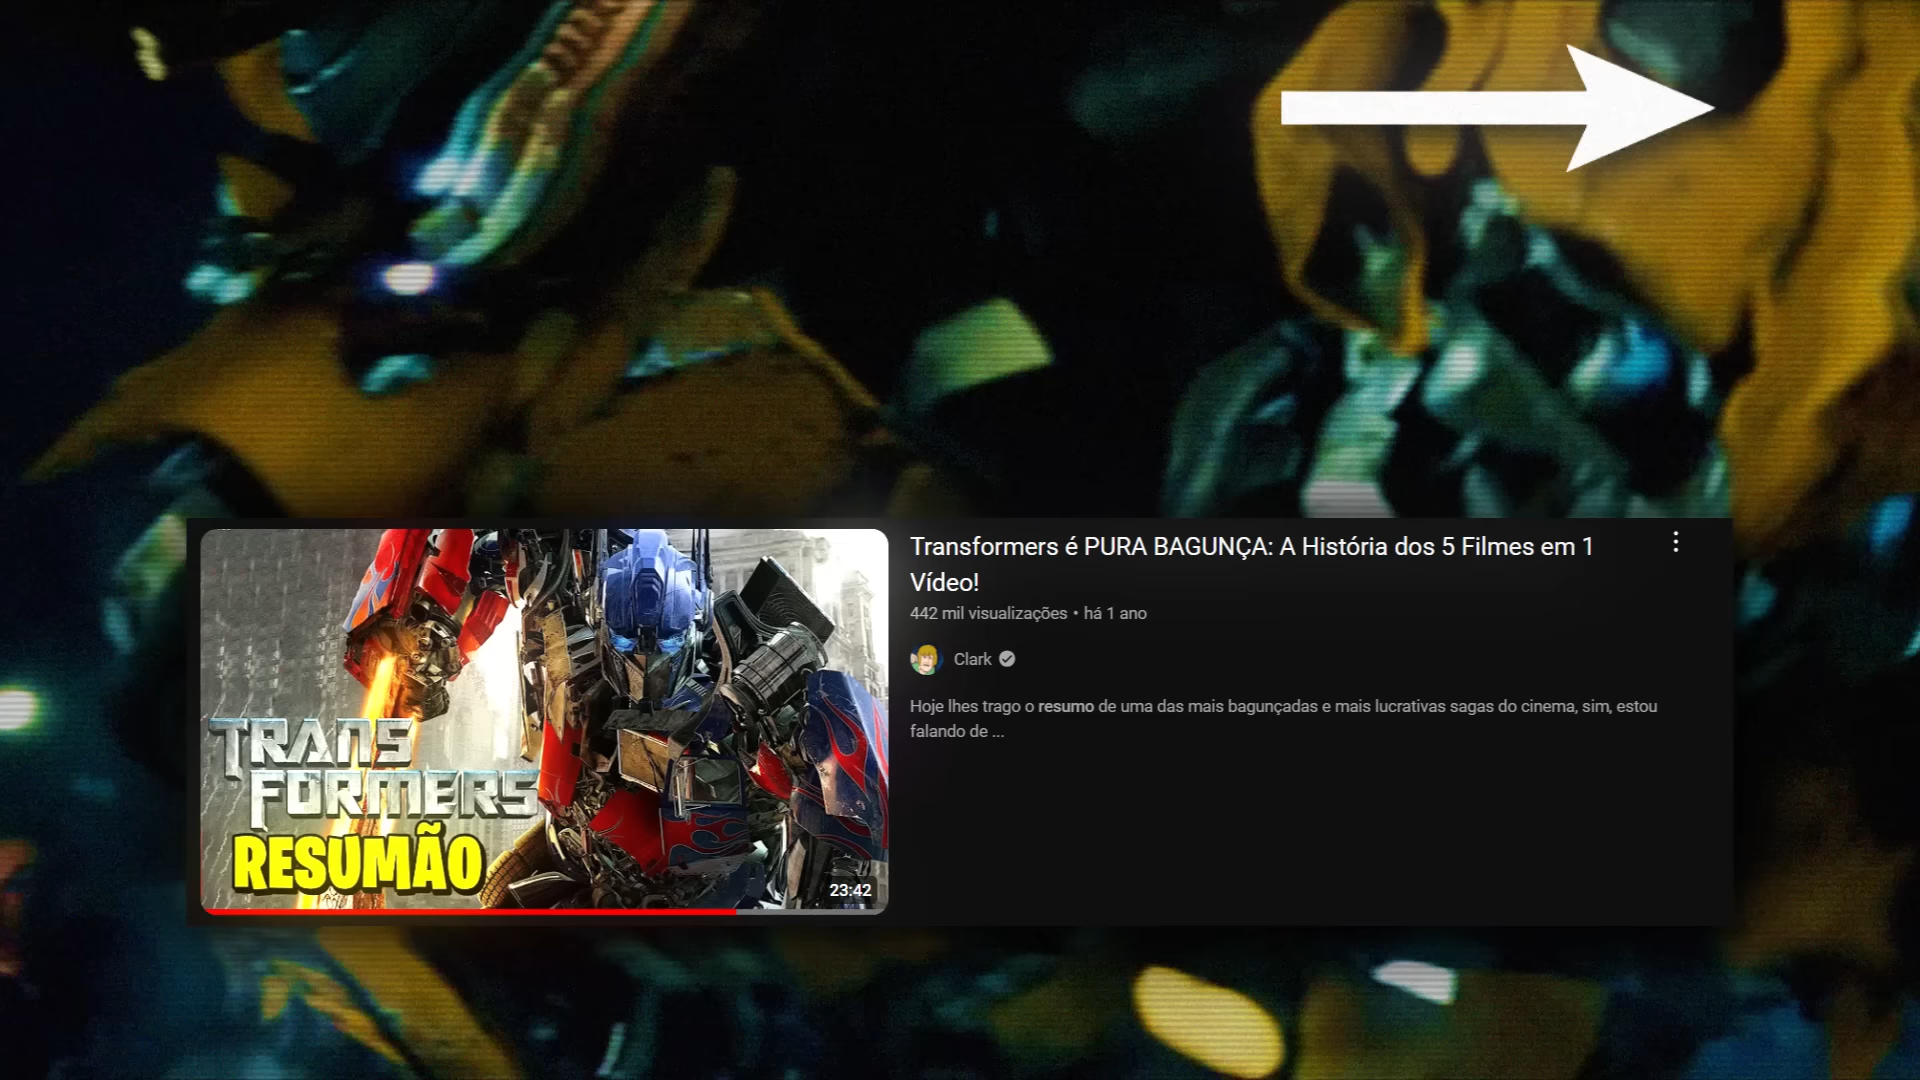 Transformers é PURA BAGUNÇA: A História dos 5 Filmes em 1
Vídeo!
442 mil visualizações • há 1 ano
Clark
Hoje lhes trago o resumo de uma das mais bagunçadas e mais lucrativas sagas do cinema, sim, estou
falando de ...
TRANS
FORMERS
RESUMÃO
23:42